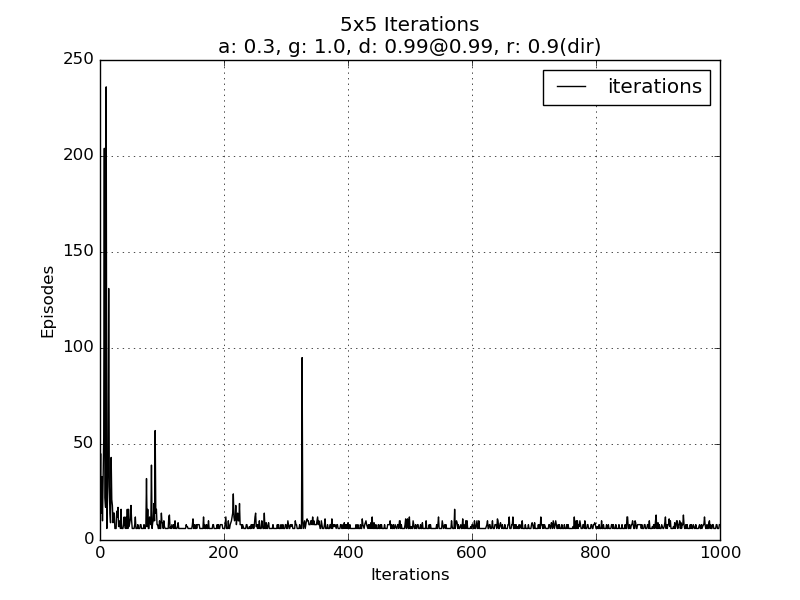 5x5 Iterations
a: 0.3, g: 1.0, d: 0.99@0.99, r: 0.9(dir)
iterations
250
200
150
100
50
0
Episodes
0 200 400 600 800 1000
Iterations